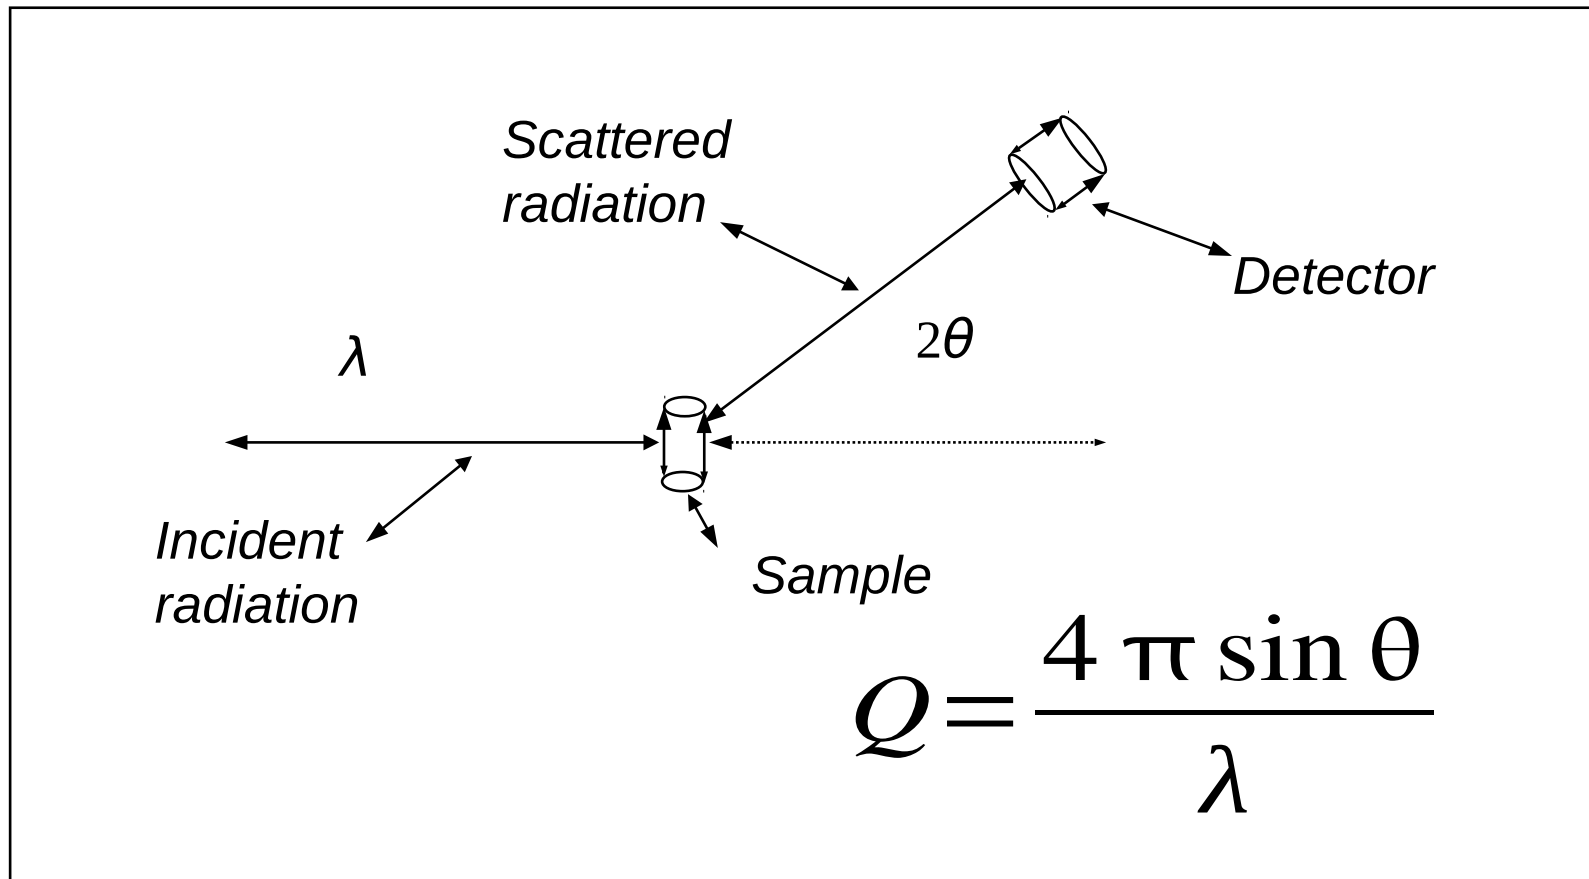 Scattered
radiation
Detector
2θ
λ
Incident
radiation
Sample
Q = 4 π sin θ / λ